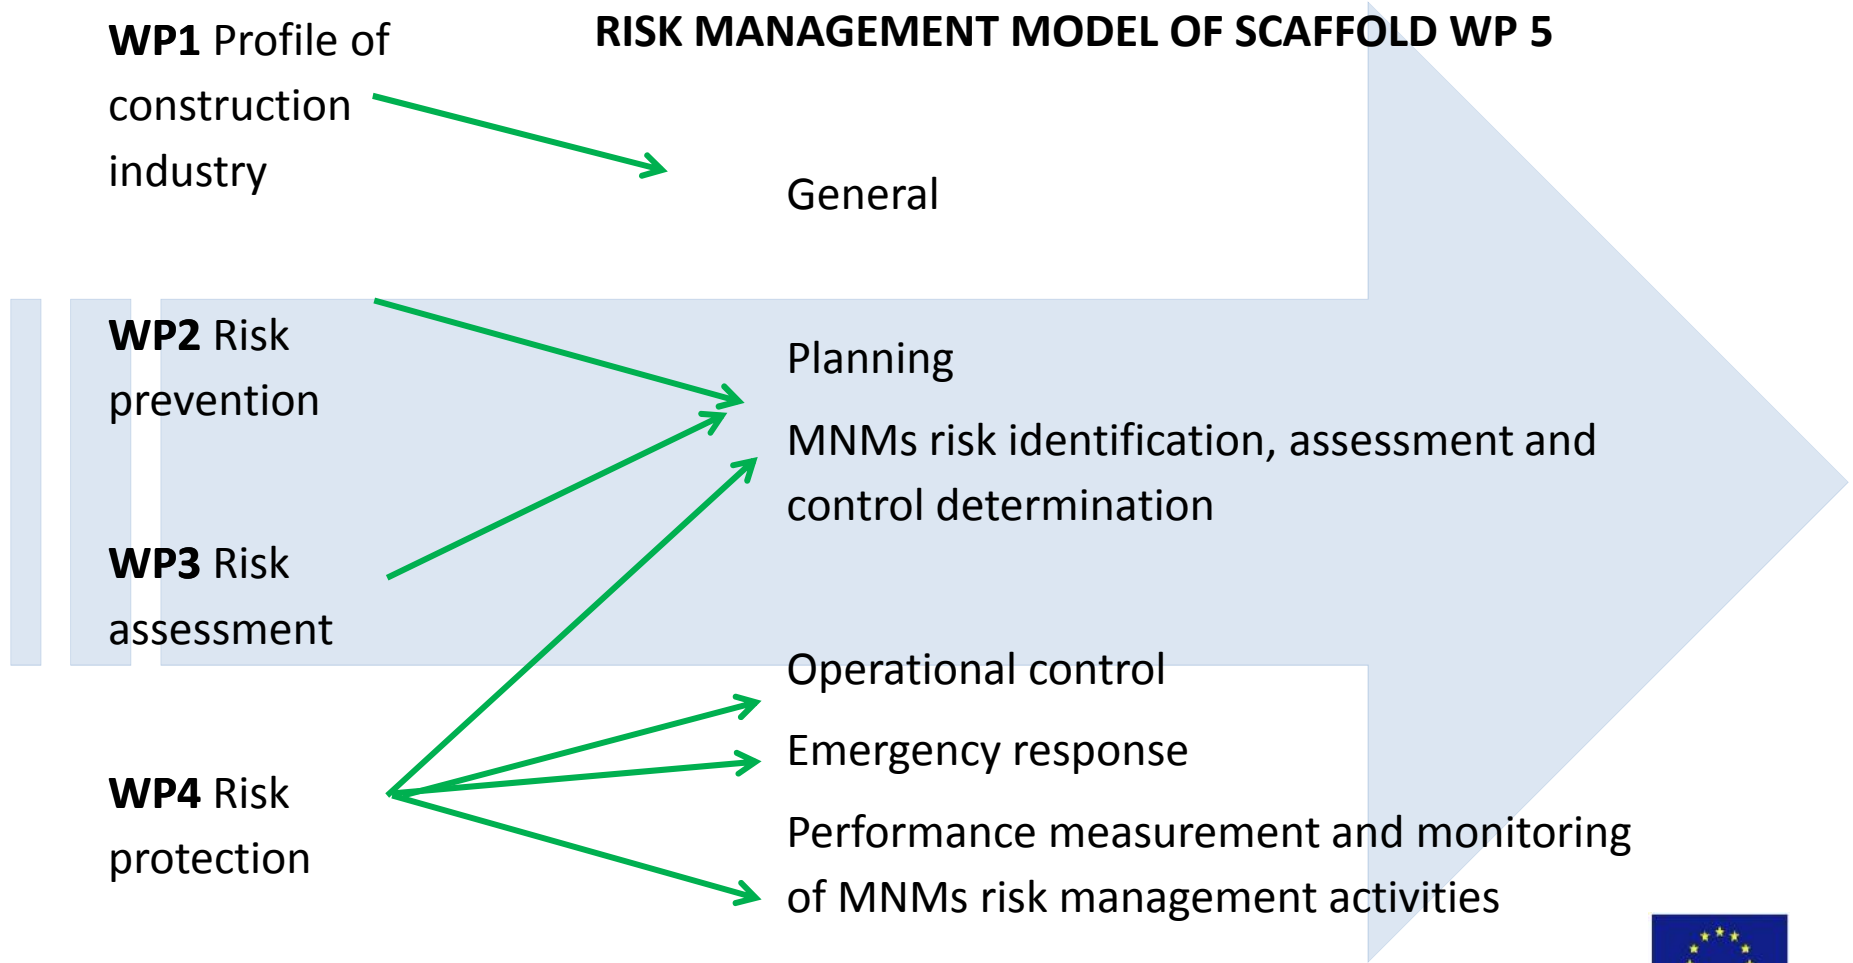 RISK MANAGEMENT MODEL OF SCAFFOLD WP 5
WP1 Profile of
construction
industry
General
WP2 Risk
prevention
Planning
MNMs risk identification, assessment and
control determination
WP3 Risk
assessment
Operational control
Emergency response
WP4 Risk
protection
Performance measurement and monitoring
of MNMs risk management activities